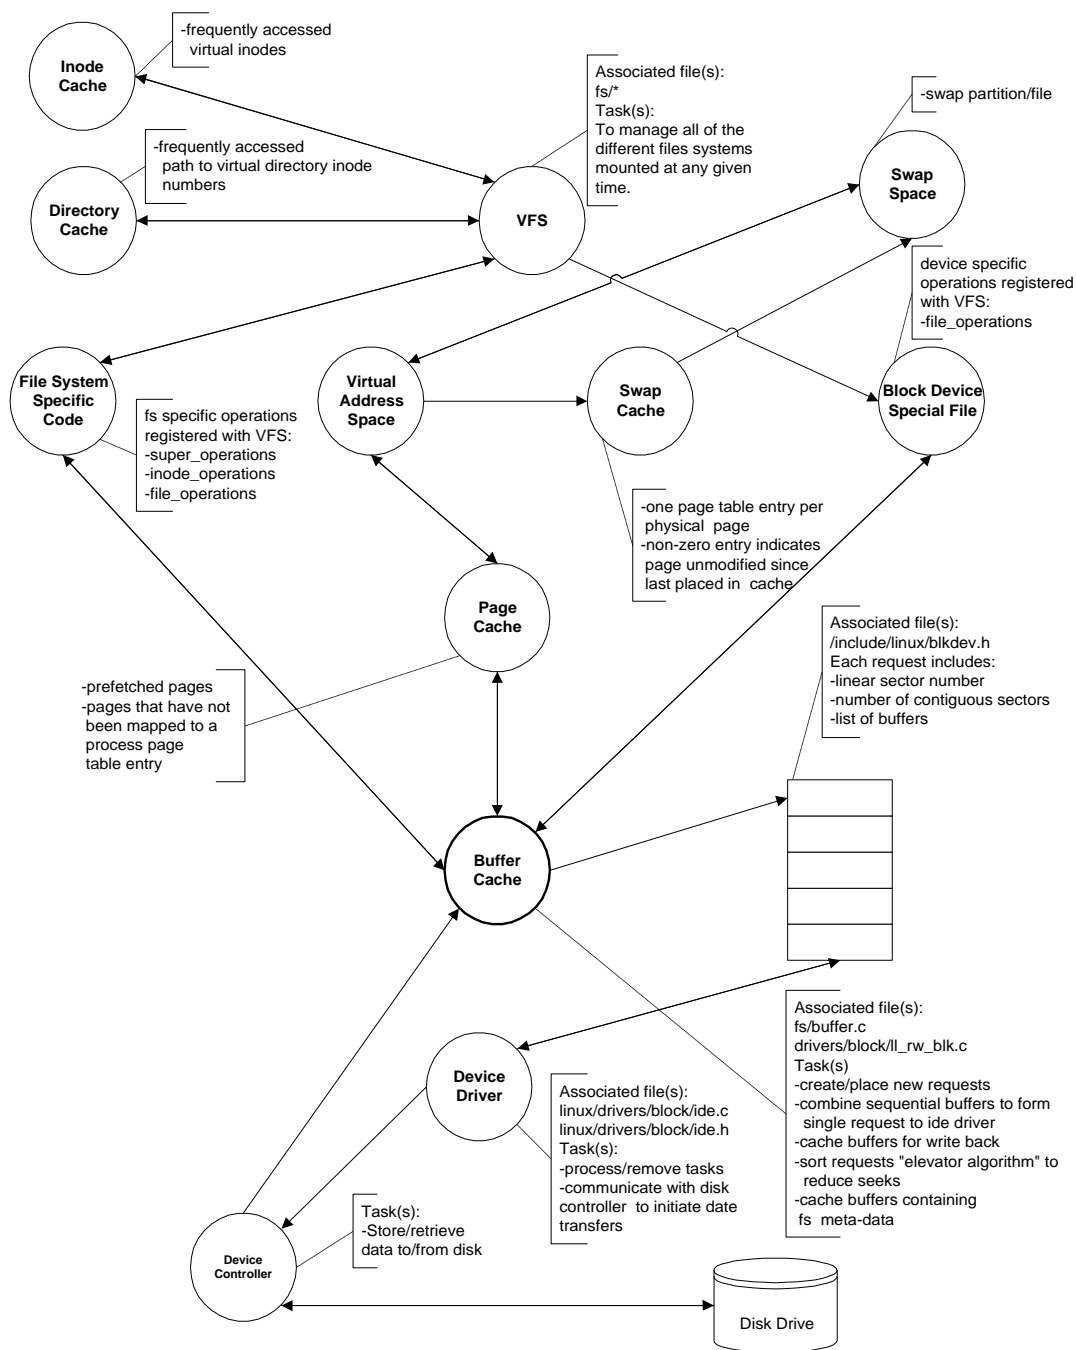 -frequently accessed
virtual inodes
Inode
Cache
Associated file(s):
fs/*
Task(s):
To manage all of the
different files systems
mounted at any given
time.
-swap partition/file
-frequently accessed
path to virtual directory inode
numbers
Directory
Cache
VFS
Swap
Space
device specific
operations registered
with VFS:
-file_operations
File System
Specific
Code
Virtual
Address
Space
Swap
Cache
Block Device
Special File
fs specific operations
registered with VFS:
-super_operations
-inode_operations
-file_operations
-one page table entry per
physical page
-non-zero entry indicates
page unmodified since
last placed in cache
Page
Cache
Associated file(s):
/include/linux/blkdev.h
Each request includes:
-linear sector number
-number of contiguous sectors
-list of buffers
-prefetched pages
-pages that have not
been mapped to a
process page
table entry
Buffer
Cache
Associated file(s):
fs/buffer.c
drivers/block/ll_rw_blk.c
Task(s)
-create/place new requests
-combine sequential buffers to form
single request to ide driver
-cache buffers for write back
-sort requests "elevator algorithm" to
reduce seeks
-cache buffers containing
fs meta-data
Device
Driver
Associated file(s):
linux/drivers/block/ide.c
linux/drivers/block/ide.h
Task(s):
-process/remove tasks
-communicate with disk
controller to initiate date
transfers
Task(s):
-Store/retrieve
data to/from disk
Device
Controller
Disk Drive